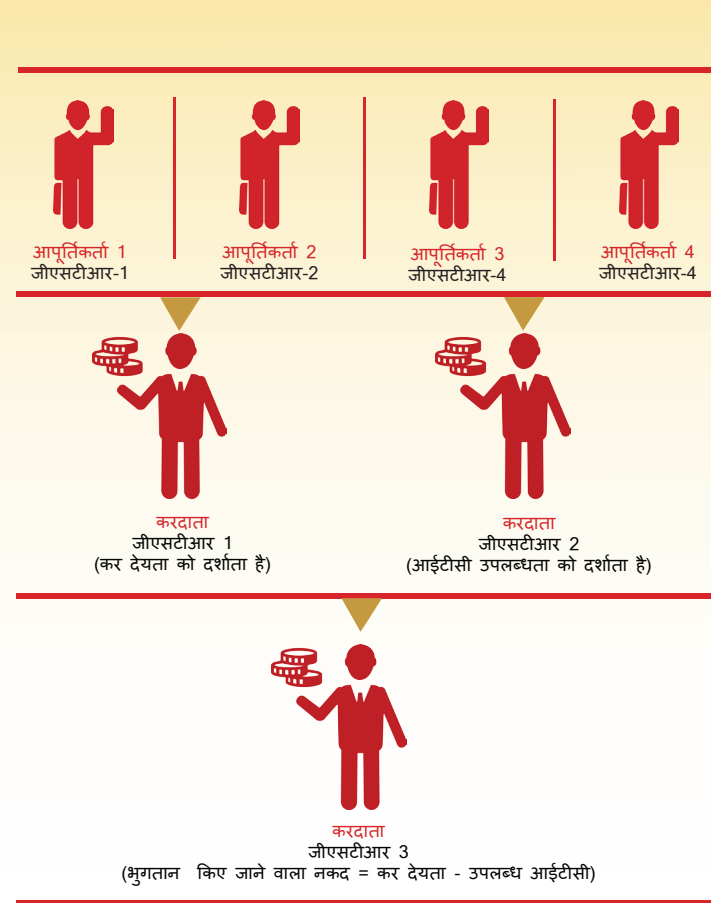 आपूर्तिकर्ता 1 आपूर्तिकर्ता 2 आपूर्तिकर्ता 3 आपूर्तिकर्ता 4
जीएसटीआर-1 जीएसटीआर-2 जीएसटीआर-4 जीएसटीआर-4
करदाता करदाता
जीएसटीआर 1 जीएसटीआर 2
(कर देयता को दर्शाता है) (आईटीसी उपलब्धता को दर्शाता है)
करदाता
जीएसटीआर 3
(भुगतान किए जाने वाला नकद = कर देयता - उपलब्ध आईटीसी)